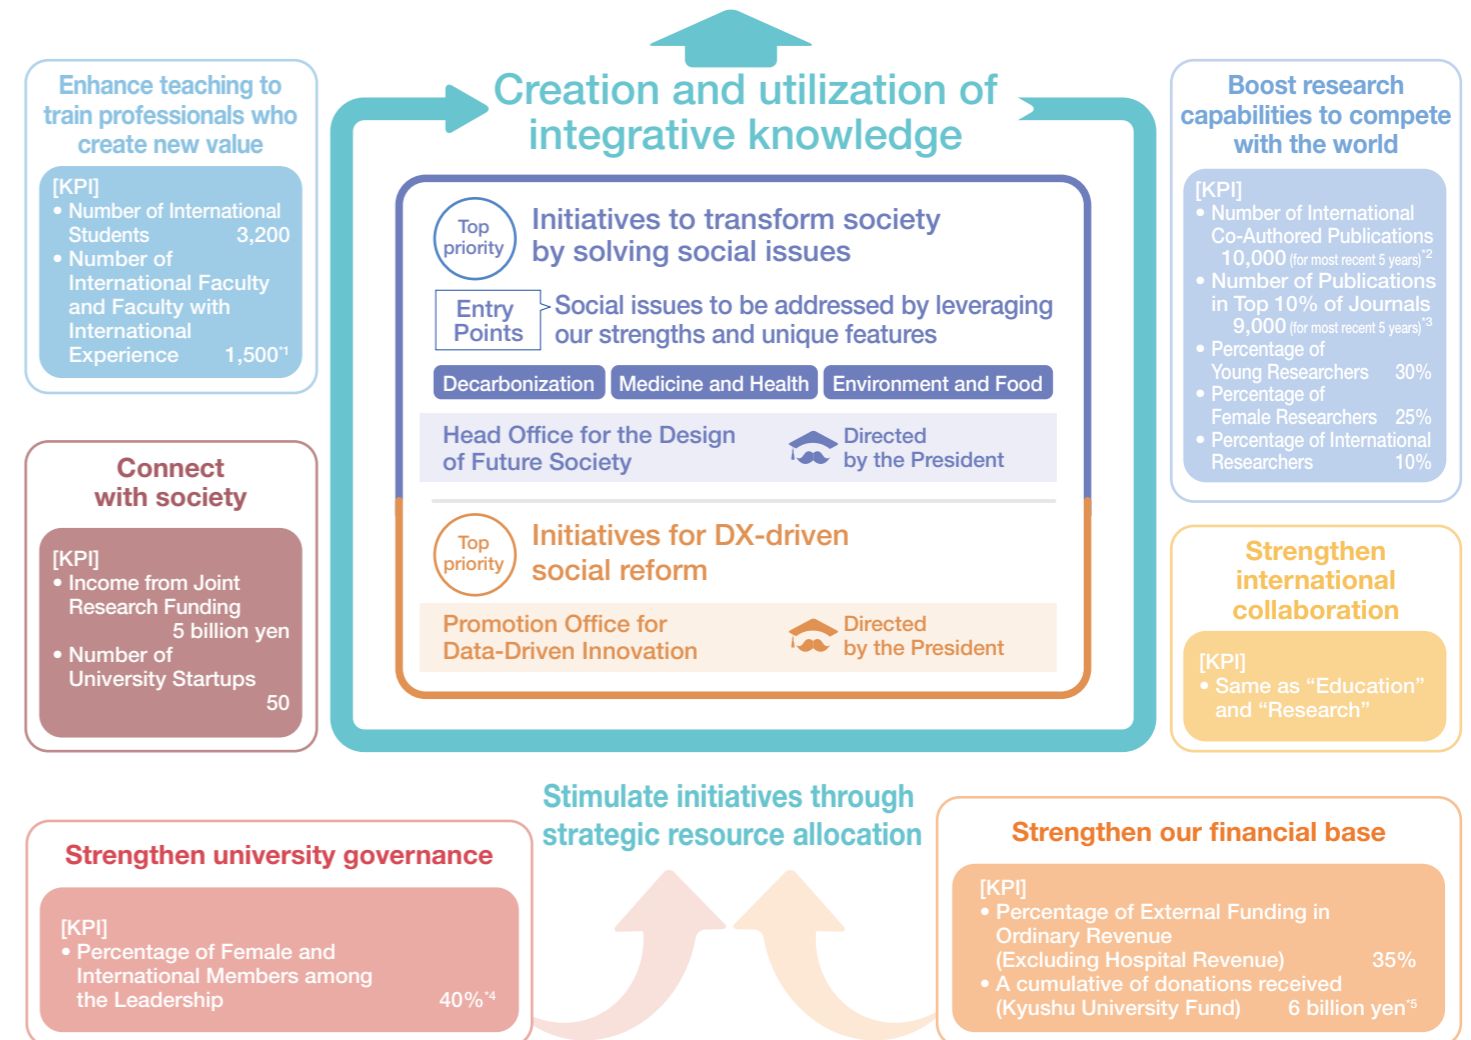 Enhance teaching to
train professionals who
create new value
[KPI]
• Number of International
Students 3,200
• Number of
International Faculty
and Faculty with
International
Experience 1,500*1
Connect
with society
[KPI]
• Income from Joint
Research Funding
5 billion yen
• Number of
University Startups
50
Creation and utilization of
integrative knowledge
Top
priority
Initiatives to transform society
by solving social issues
Entry
Points
Social issues to be addressed by leveraging
our strengths and unique features
Decarbonization
Medicine and Health
Environment and Food
Head Office for the Design
of Future Society
Directed
by the President
Top
priority
Initiatives for DX-driven
social reform
Promotion Office for
Data-Driven Innovation
Directed
by the President
Boost research
capabilities to compete
with the world
[KPI]
• Number of International
Co-Authored Publications
10,000 (for most recent 5 years)*2
• Number of Publications
in Top 10% of Journals
9,000 (for most recent 5 years)*3
• Percentage of
Young Researchers 30%
• Percentage of
Female Researchers 25%
• Percentage of International
Researchers 10%
Strengthen
international
collaboration
[KPI]
• Same as “Education”
and “Research”
Stimulate initiatives through
strategic resource allocation
Strengthen university governance
[KPI]
• Percentage of Female and
International Members among
the Leadership 40%*4
Strengthen our financial base
[KPI]
• Percentage of External Funding in
Ordinary Revenue
(Excluding Hospital Revenue) 35%
• A cumulative of donations received
(Kyushu University Fund) 6 billion yen*5